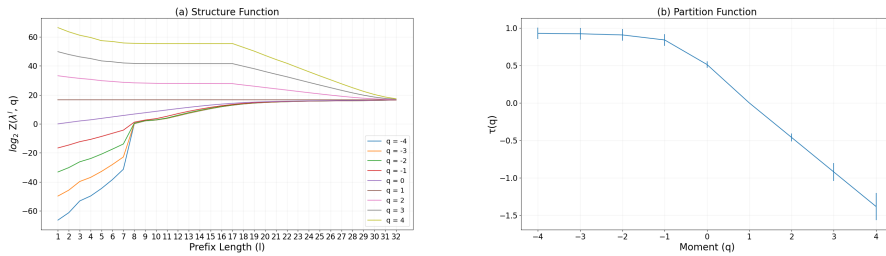 (a) Structure Function
log₂ Z(λˡ, q)
60
40
20
0
−20
−40
−60
q = -4
q = -3
q = -2
q = -1
q = 0
q = 1
q = 2
q = 3
q = 4
1 2 3 4 5 6 7 8 9 10 11 12 13 14 15 16 17 18 19 20 21 22 23 24 25 26 27 28 29 30 31 32
Prefix Length (l)
(b) Partition Function
τ(q)
1.0
0.5
0.0
−0.5
−1.0
−1.5
−4 −3 −2 −1 0 1 2 3 4
Moment (q)